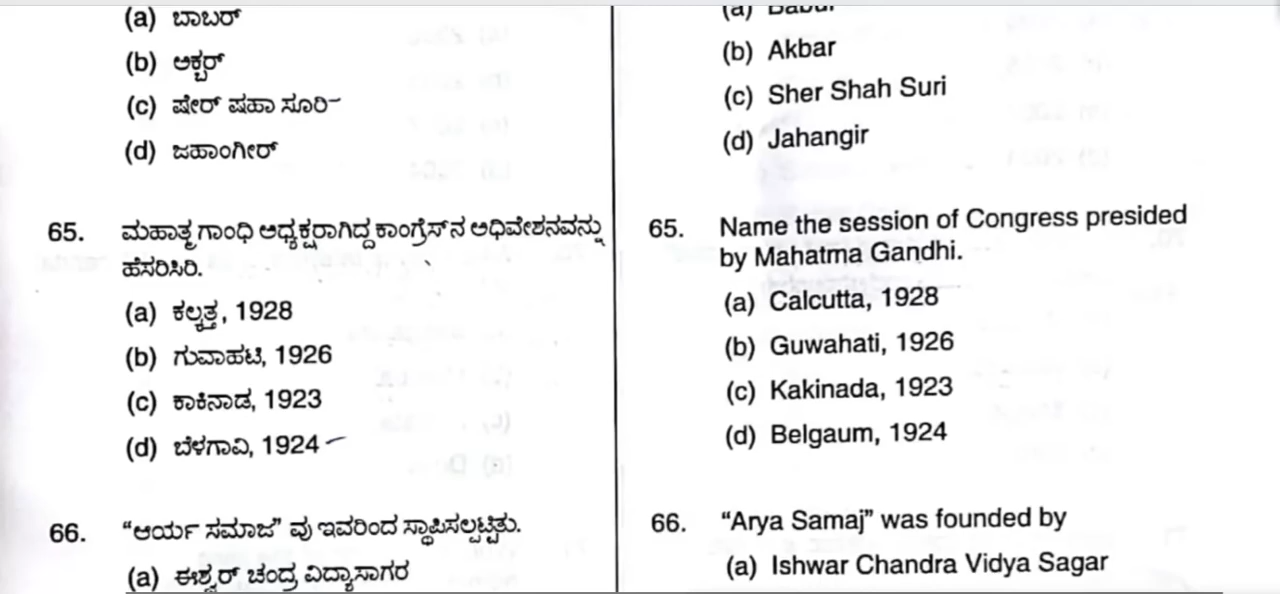 (a) ಬಾಬರ್
(b) ಅಕ್ಬರ್
(c) ಷೇರ್ ಷಹಾ ಸೂರಿ
(d) ಜಹಾಂಗೀರ್
65. ಮಹಾತ್ಮ ಗಾಂಧಿ ಅಧ್ಯಕ್ಷರಾಗಿದ್ದ ಕಾಂಗ್ರೆಸ್‌ನ ಅಧಿವೇಶನವನ್ನು
ಹೆಸರಿಸಿರಿ.
(a) ಕಲ್ಕತ್ತ, 1928
(b) ಗುವಾಹಟಿ, 1926
(c) ಕಾಕಿನಾಡ, 1923
(d) ಬೆಳಗಾವಿ, 1924
66. “ಆರ್ಯ ಸಮಾಜ” ವು ಇವರಿಂದ ಸ್ಥಾಪಿಸಲ್ಪಟ್ಟಿತು.
(a) ಈಶ್ವರ್ ಚಂದ್ರ ವಿದ್ಯಾಸಾಗರ
(a) Babur
(b) Akbar
(c) Sher Shah Suri
(d) Jahangir
65. Name the session of Congress presided
by Mahatma Gandhi.
(a) Calcutta, 1928
(b) Guwahati, 1926
(c) Kakinada, 1923
(d) Belgaum, 1924
66. “Arya Samaj” was founded by
(a) Ishwar Chandra Vidya Sagar